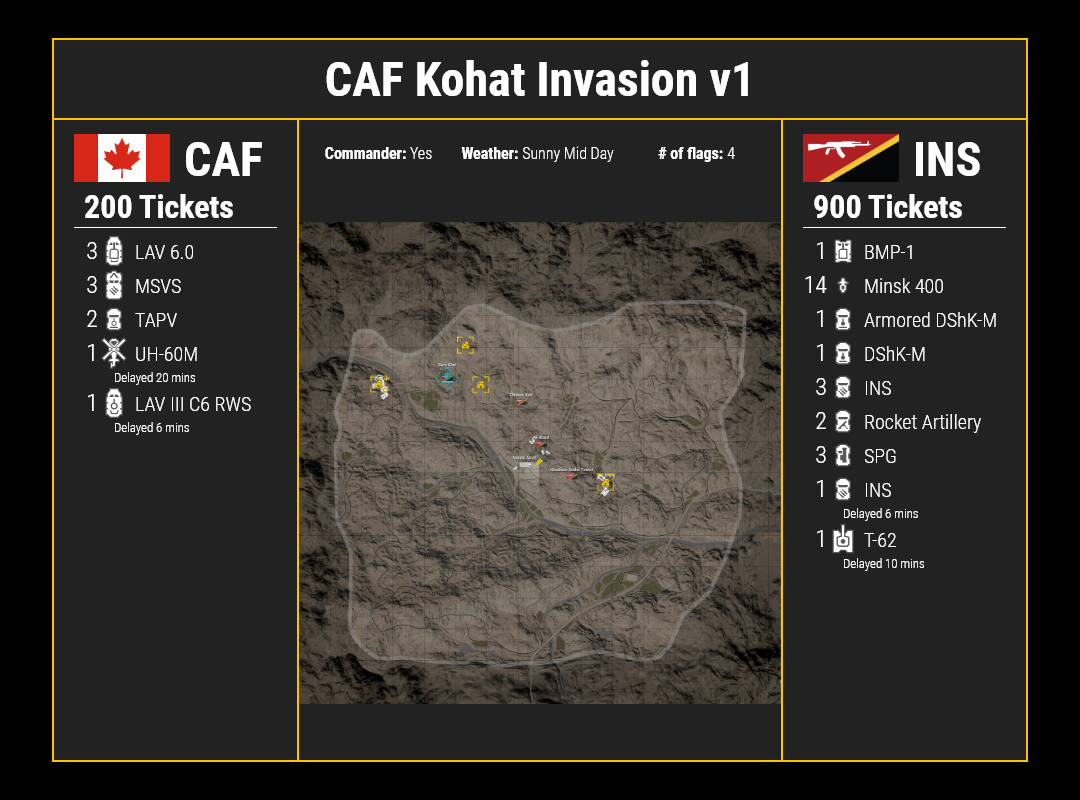 CAF Kohat Invasion v1
CAF
200 Tickets
3 LAV 6.0
3 MSVS
2 TAPV
1 UH-60M
Delayed 20 mins
1 LAV III C6 RWS
Delayed 6 mins
Commander: Yes Weather: Sunny Mid Day # of flags: 4
INS
900 Tickets
1 BMP-1
14 Minsk 400
1 Armored DShK-M
1 DShK-M
3 INS
2 Rocket Artillery
3 SPG
1 INS
Delayed 6 mins
1 T-62
Delayed 10 mins